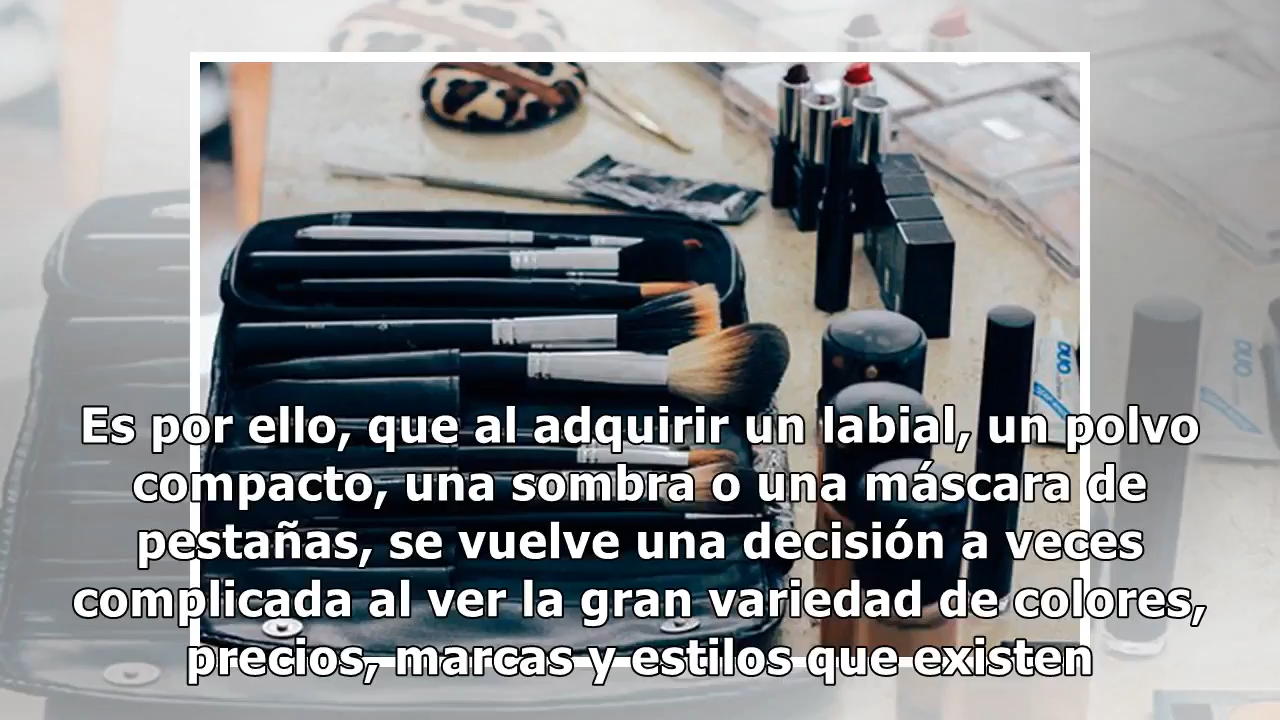 DUO
Es por ello, que al adquirir un labial, un polvo
compacto, una sombra o una máscara de
pestañas, se vuelve una decisión a veces
complicada al ver la gran variedad de colores,
precios, marcas y estilos que existen